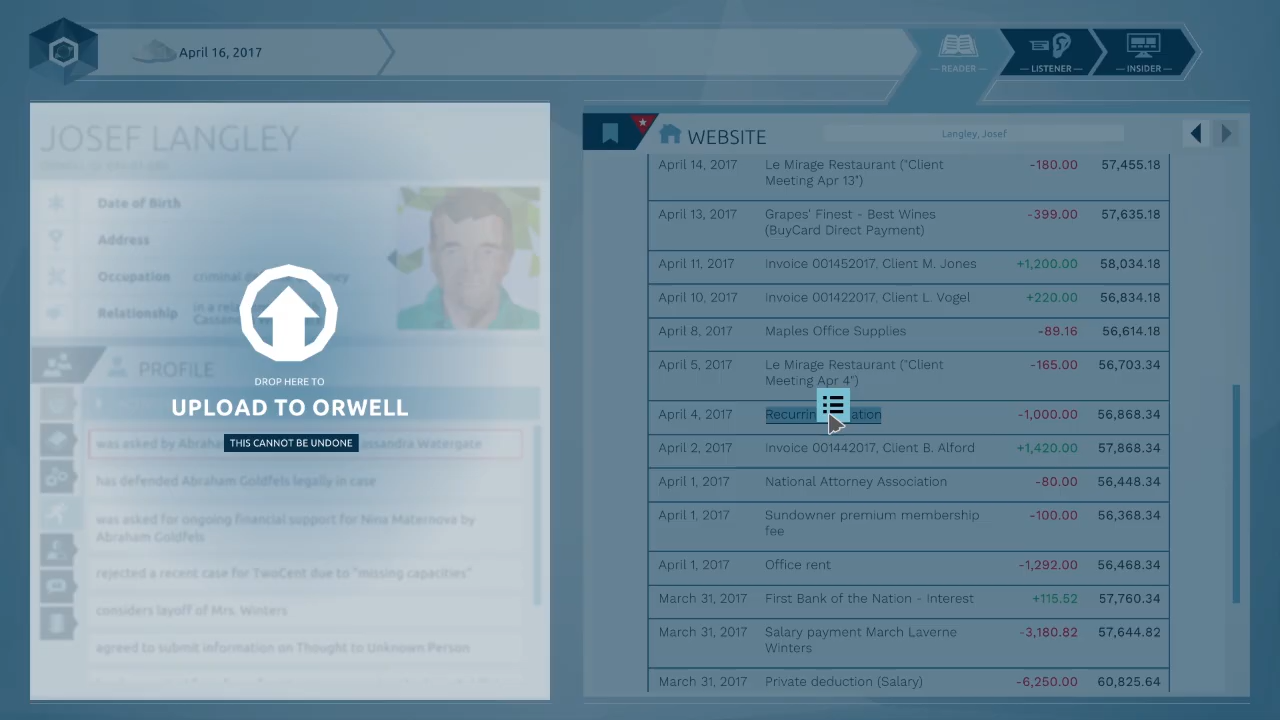 April 16, 2017
READER
LISTENER
INSIDER
JOSEF LANGLEY
Date of Birth
Address
Occupation criminal
Relationship in a
PROFILE
DROP HERE TO
UPLOAD TO ORWELL
THIS CANNOT BE UNDONE
was asked by Watergate
has defended Abraham Goldfels legally in case
was asked for ongoing financial support for Nina Maternova by
Abraham Goldfels
rejected a recent case for TwoCent due to "missing capacities"
considers layoff of Mrs. Winters
agreed to submit information on Thought to Unknown Person
WEBSITE
Langley, Josef
April 14, 2017 Le Mirage Restaurant ("Client -180.00 57,455.18
Meeting Apr 13")
April 13, 2017 Grapes' Finest - Best Wines -399.00 57,635.18
(BuyCard Direct Payment)
April 11, 2017 Invoice 001452017, Client M. Jones +1,200.00 58,034.18
April 10, 2017 Invoice 001422017, Client L. Vogel +220.00 56,834.18
April 8, 2017 Maples Office Supplies -89.16 56,614.18
April 5, 2017 Le Mirage Restaurant ("Client -165.00 56,703.34
Meeting Apr 4")
April 4, 2017 -1,000.00 56,868.34
April 2, 2017 Invoice 001442017, Client B. Alford +1,420.00 57,868.34
April 1, 2017 National Attorney Association -80.00 56,448.34
April 1, 2017 Sundowner premium membership -100.00 56,368.34
fee
April 1, 2017 Office rent -1,292.00 56,468.34
March 31, 2017 First Bank of the Nation - Interest +115.52 57,760.34
March 31, 2017 Salary payment March Laverne -3,180.82 57,644.82
Winters
March 31, 2017 Private deduction (Salary) -6,250.00 60,825.64